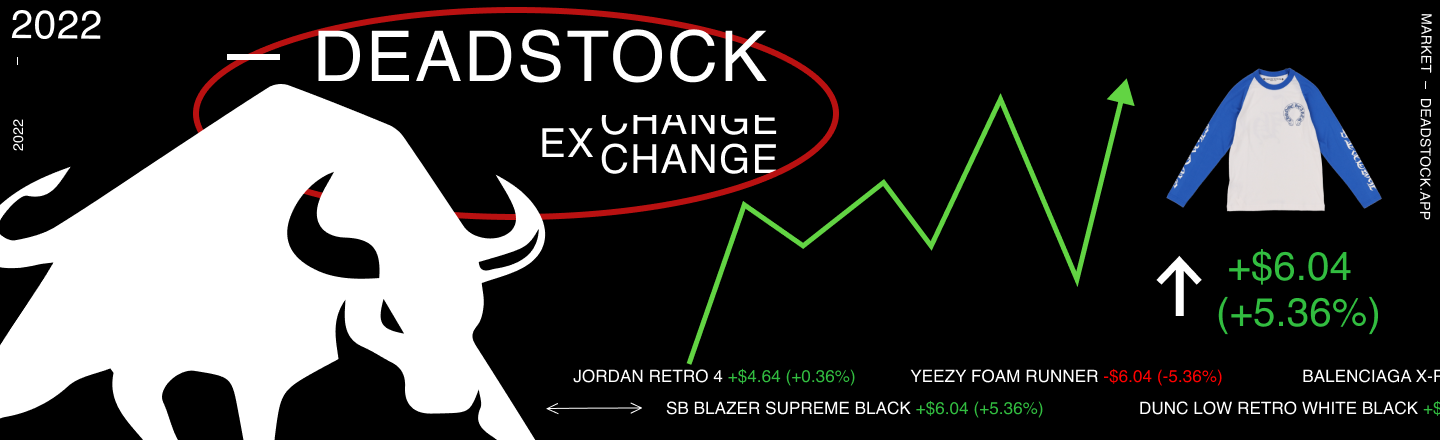 2022
–
2022
— DEADSTOCK
CHANGE
EX CHANGE
MARKET – DEADSTOCK.APP
+$6.04
(+5.36%)
JORDAN RETRO 4 +$4.64 (+0.36%)
YEEZY FOAM RUNNER -$6.04 (-5.36%)
BALENCIAGA X-
SB BLAZER SUPREME BLACK +$6.04 (+5.36%)
DUNC LOW RETRO WHITE BLACK +$